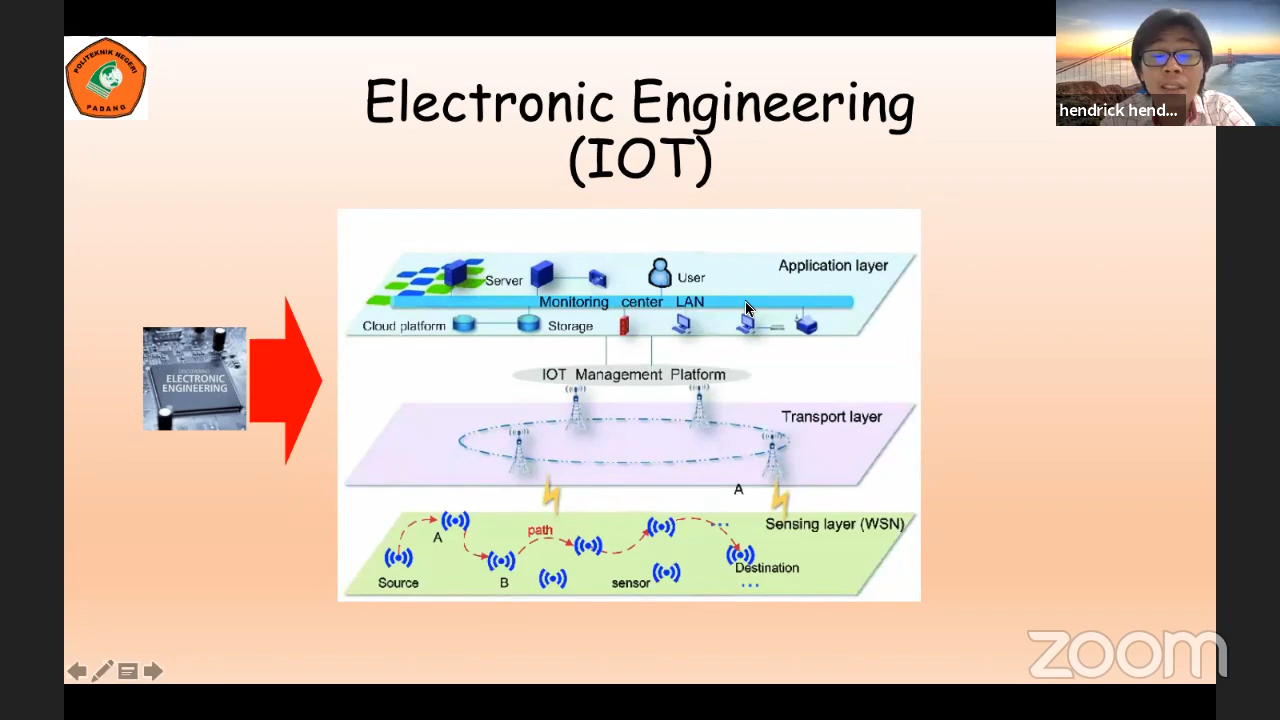 POLITEKNIK NEGERI
PADANG
Electronic Engineering
(IOT)
hendrick hend...
Application layer
Server
User
Monitoring center LAN
Cloud platform
Storage
IOT Management Platform
Transport layer
DISCOVERING
ELECTRONIC
ENGINEERING
A
Sensing layer (WSN)
path
A
...
Destination
Source
B
sensor
...
zoom